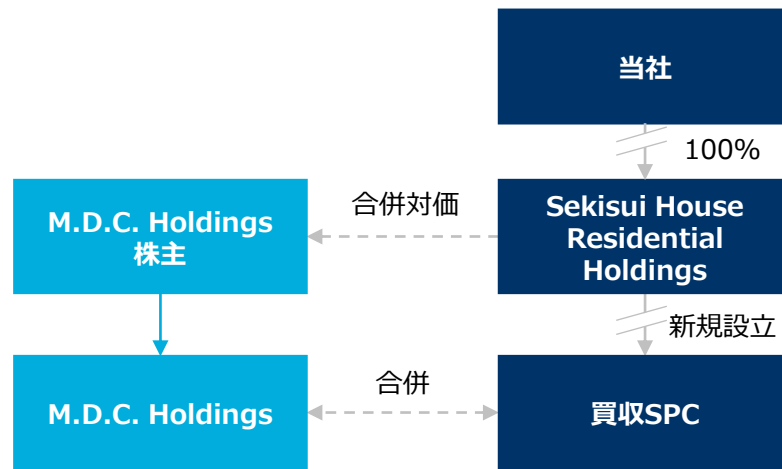 当社
100%
M.D.C. Holdings
株主
合併対価
Sekisui House
Residential
Holdings
新規設立
M.D.C. Holdings
合併
買収SPC